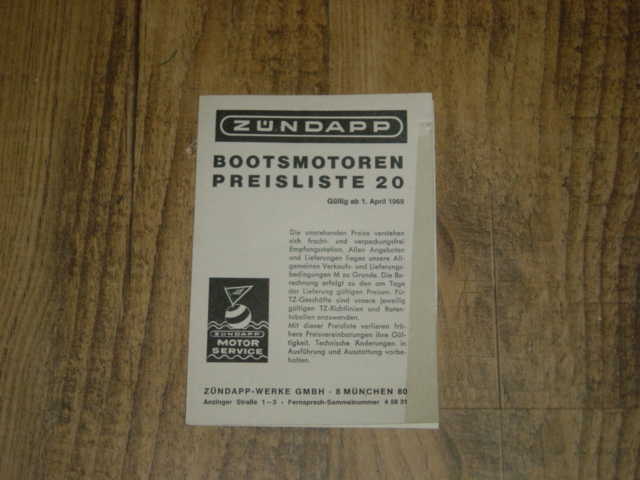 ZÜNDAPP
BOOTSMOTOREN
PREISLISTE 20
Gültig ab 1. April 1969
Die umstehenden Preise verstehen
sich fracht- und verpackungsfrei
Empfangsstation. Allen Angeboten
und Lieferungen liegen unsere All-
gemeinen Verkaufs- und Lieferungs-
bedingungen M zu Grunde. Die Be-
rechnung erfolgt zu den am Tage
der Lieferung gültigen Preisen. Für
TZ-Geschäfte sind unsere jeweilig
gültigen TZ-Richtlinien und Raten-
tabellen anzuwenden.
Mit dieser Preisliste verlieren frü-
here Preisvereinbarungen ihre Gül-
tigkeit. Technische Änderungen in
Ausführung und Ausstattung vorbe-
halten.
ZÜNDAPP
MOTOR
SERVICE
ZÜNDAPP-WERKE GMBH · 8 MÜNCHEN 80
Anzinger Straße 1–3 · Fernsprech-Sammelnummer 4 59 31